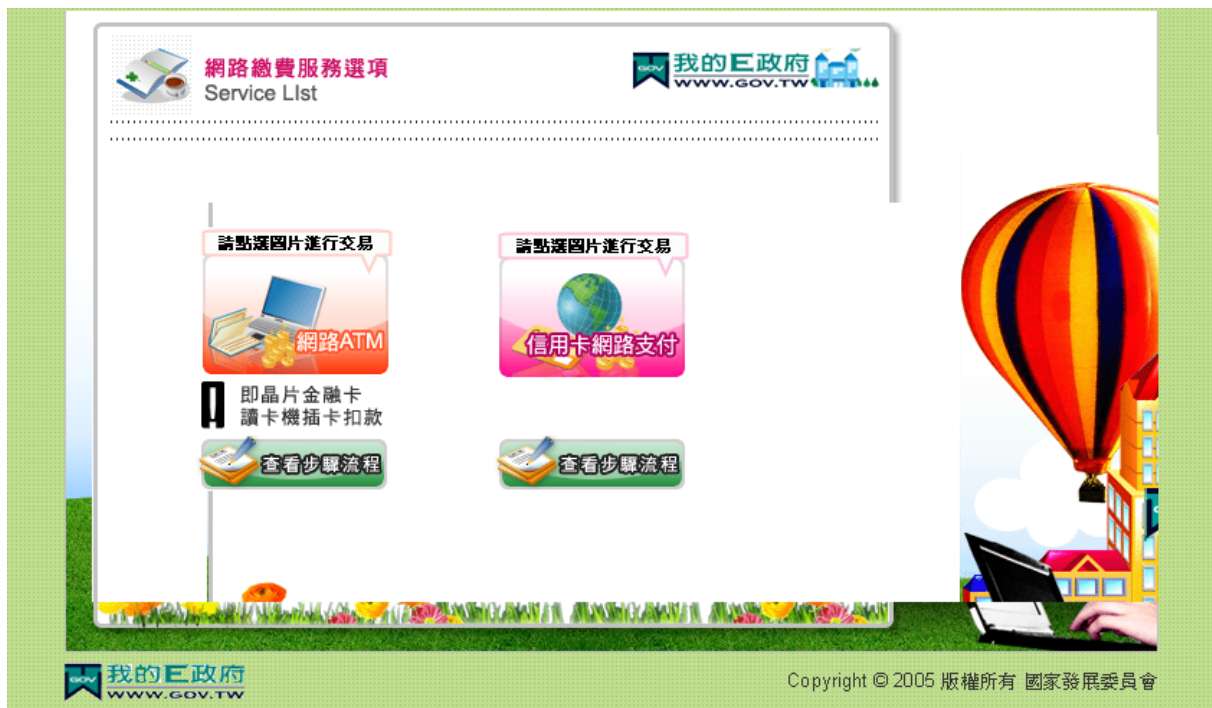 網路繳費服務選項
Service LIst
GOV 我的E政府
WWW.GOV.TW
請點選圖片進行交易
網路ATM
即晶片金融卡
讀卡機插卡扣款
查看步驟流程
請點選圖片進行交易
信用卡網路支付
查看步驟流程
GOV 我的E政府
WWW.GOV.TW
Copyright © 2005 版權所有 國家發展委員會